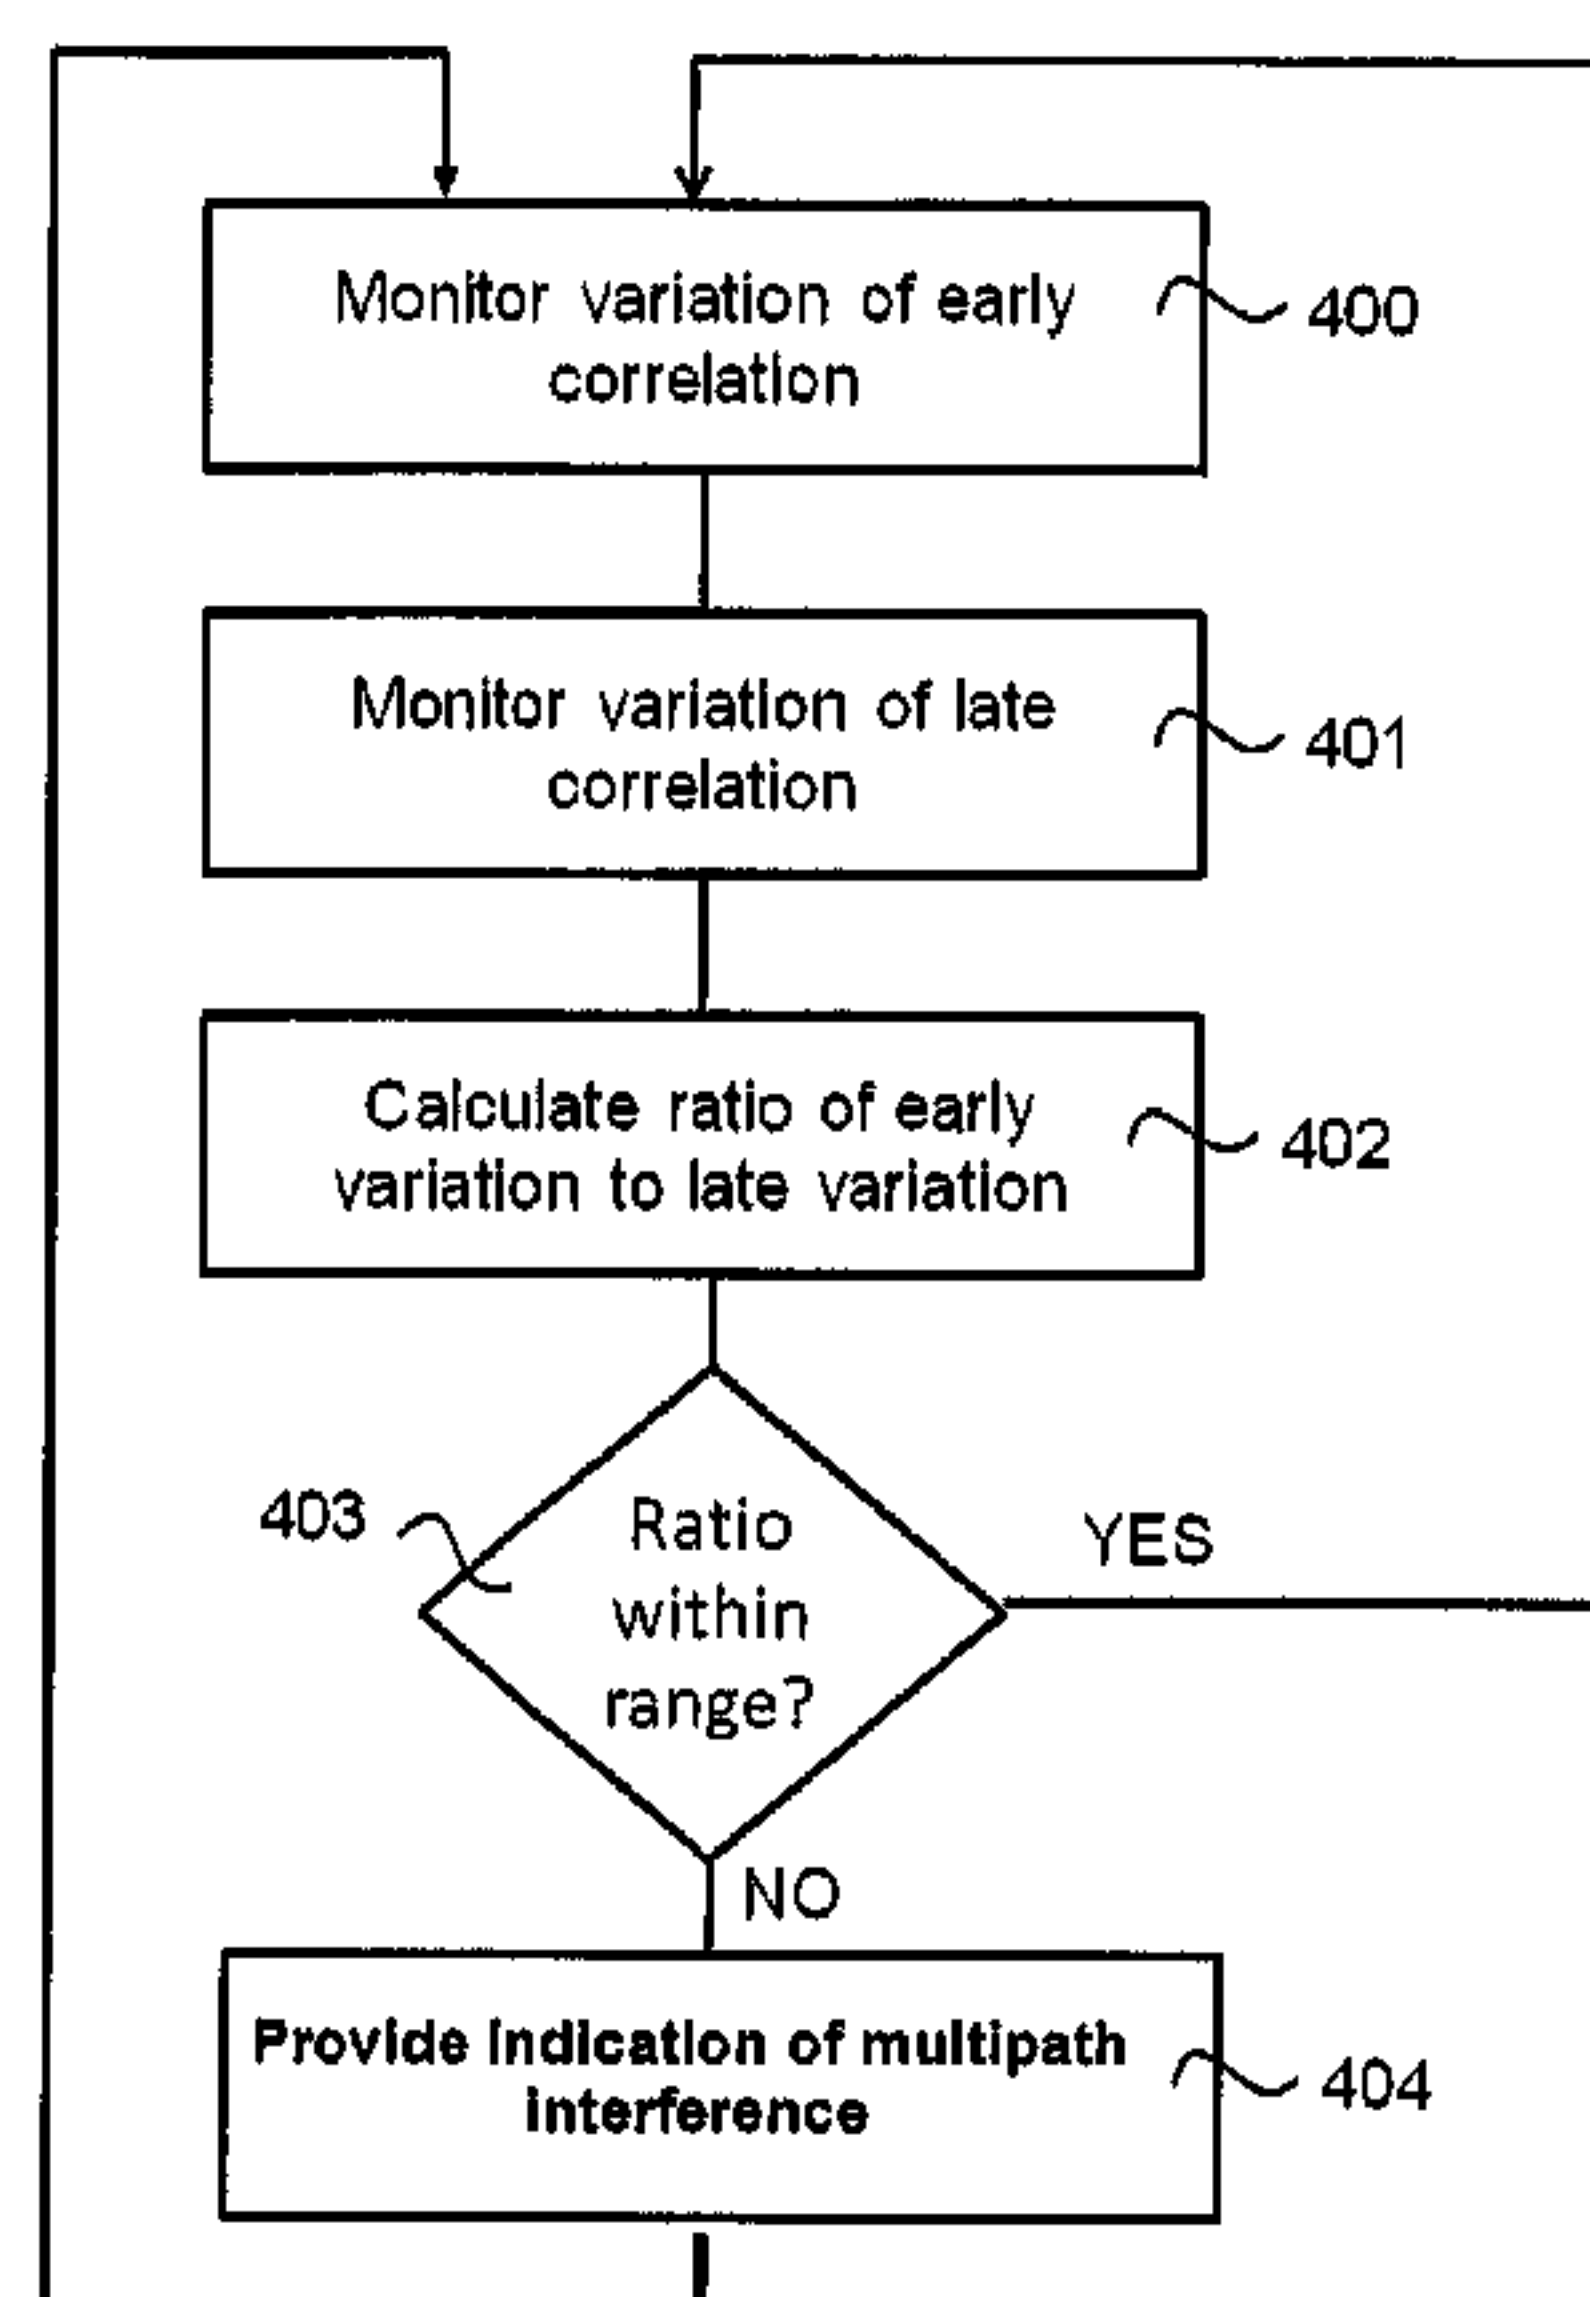 Monitor variation of early
correlation
400
Monitor variation of late
correlation
401
Calculate ratio of early
variation to late variation
402
403
Ratio
within
range?
YES
NO
Provide indication of multipath
interference
404